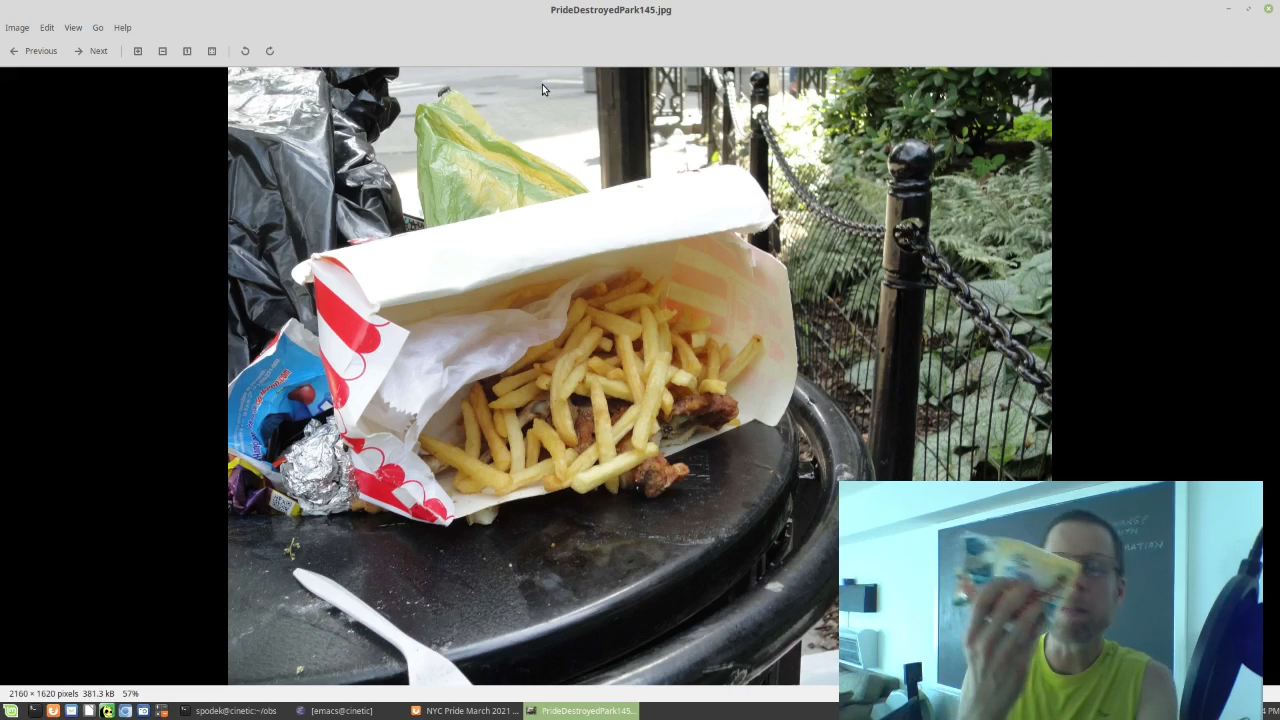 PrideDestroyedPark145.jpg
Image Edit View Go Help
Previous Next
2160 × 1620 pixels 381.3 kB 57%
spodek@cinetic:~/obs
[emacs@cinetic]
NYC Pride March 2021 ...
PrideDestroyedPark145...